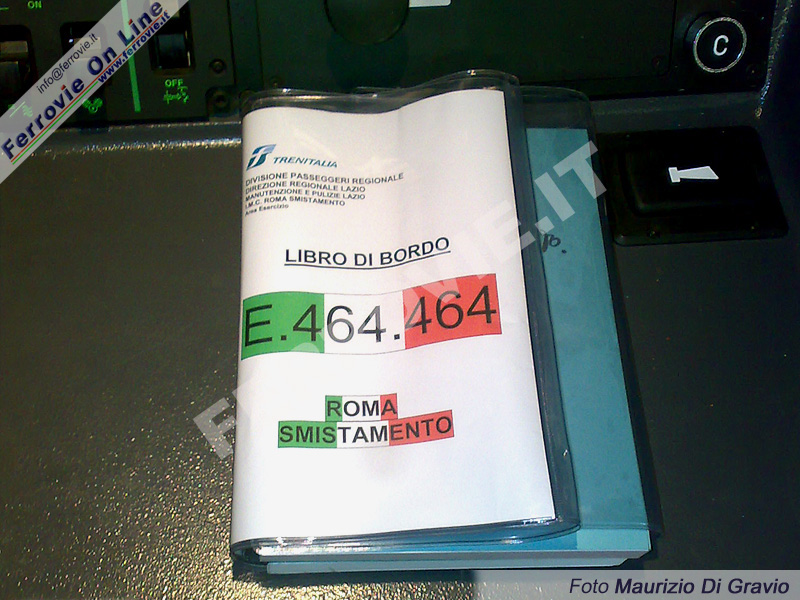 ON
info@ferrovie.it
Ferrovie On Line
www.ferrovie.it
OFF
C
TRENITALIA
DIVISIONE PASSEGGERI REGIONALE
DIREZIONE REGIONALE LAZIO
MANUTENZIONE E PULIZIE LAZIO
I.M.C. ROMA SMISTAMENTO
Area Esercizio
LIBRO DI BORDO
E.464.464
ROMA
SMISTAMENTO
FERROVIE.IT
Foto Maurizio Di Gravio